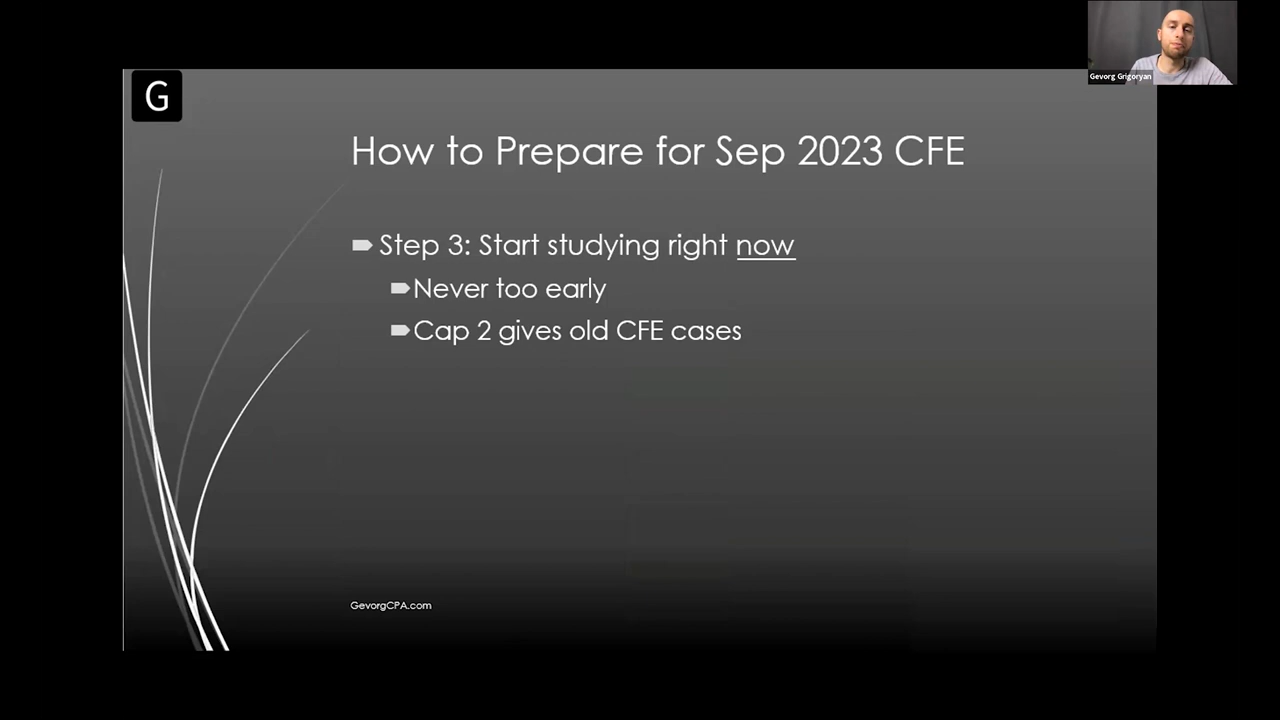 G
Gevorg Grigoryan
How to Prepare for Sep 2023 CFE
Step 3: Start studying right now
Never too early
Cap 2 gives old CFE cases
GevorgCPA.com